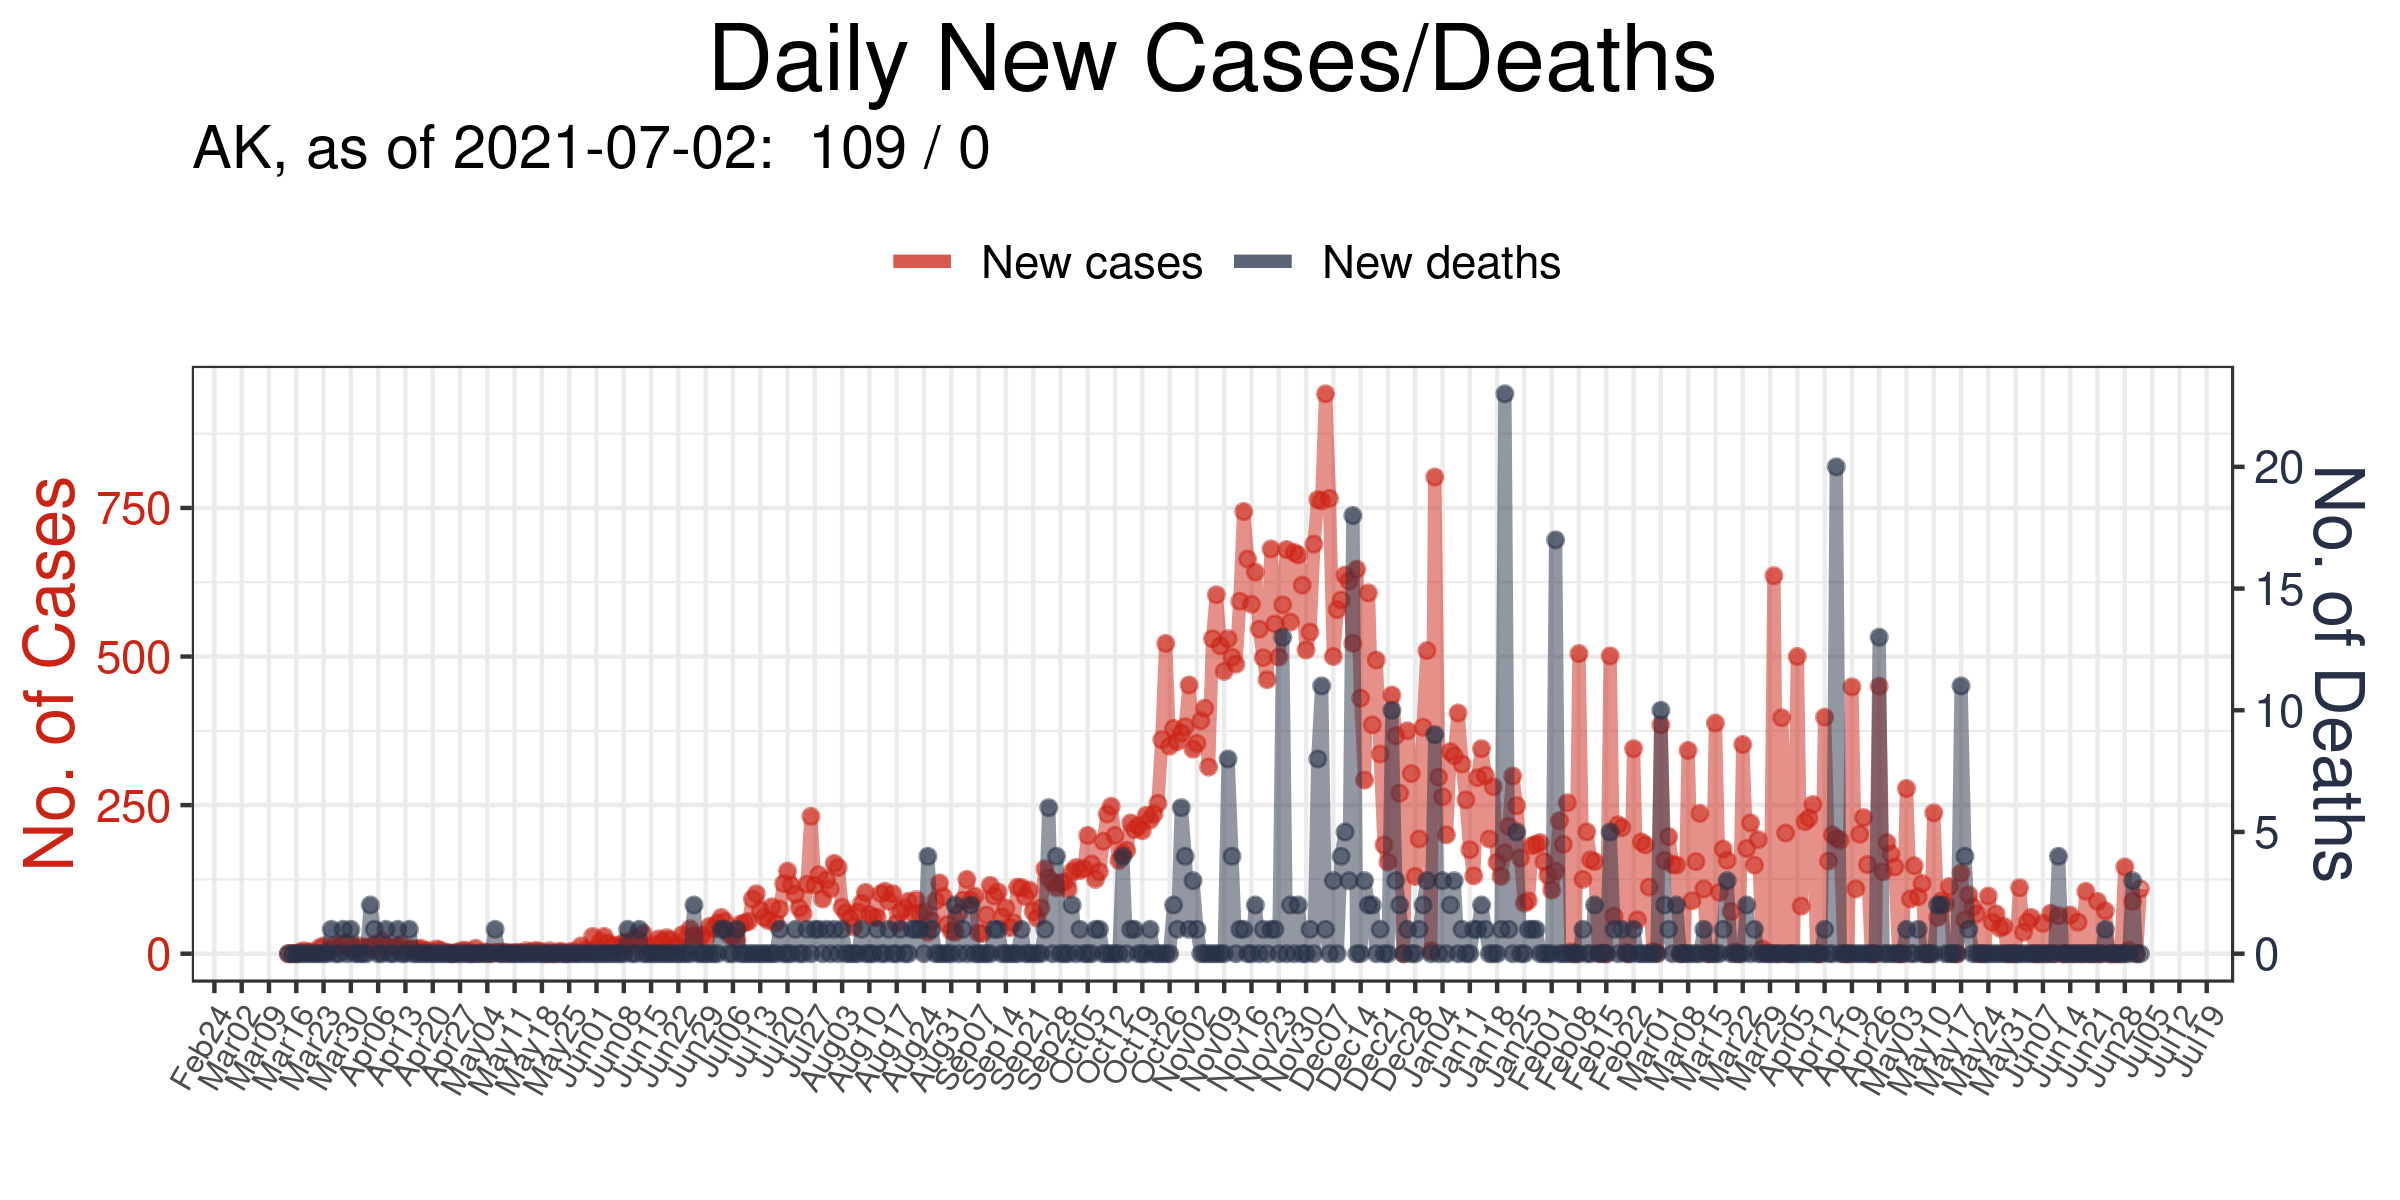 Daily New Cases/Deaths
AK, as of 2021-07-02: 109 / 0
New cases
New deaths
No. of Cases
750
500
250
0
20
15
10
5
0
No. of Deaths
Feb24
Mar02
Mar09
Mar16
Mar23
Mar30
Apr06
Apr13
Apr20
Apr27
May04
May11
May18
May25
Jun01
Jun08
Jun15
Jun22
Jun29
Jul06
Jul13
Jul20
Jul27
Aug03
Aug10
Aug17
Aug24
Aug31
Sep07
Sep14
Sep21
Sep28
Oct05
Oct12
Oct19
Oct26
Nov02
Nov09
Nov16
Nov23
Nov30
Dec07
Dec14
Dec21
Dec28
Jan04
Jan11
Jan18
Jan25
Feb01
Feb08
Feb15
Feb22
Mar01
Mar08
Mar15
Mar22
Mar29
Apr05
Apr12
Apr19
Apr26
May03
May10
May17
May24
May31
Jun07
Jun14
Jun21
Jun28
Jul05
Jul12
Jul19